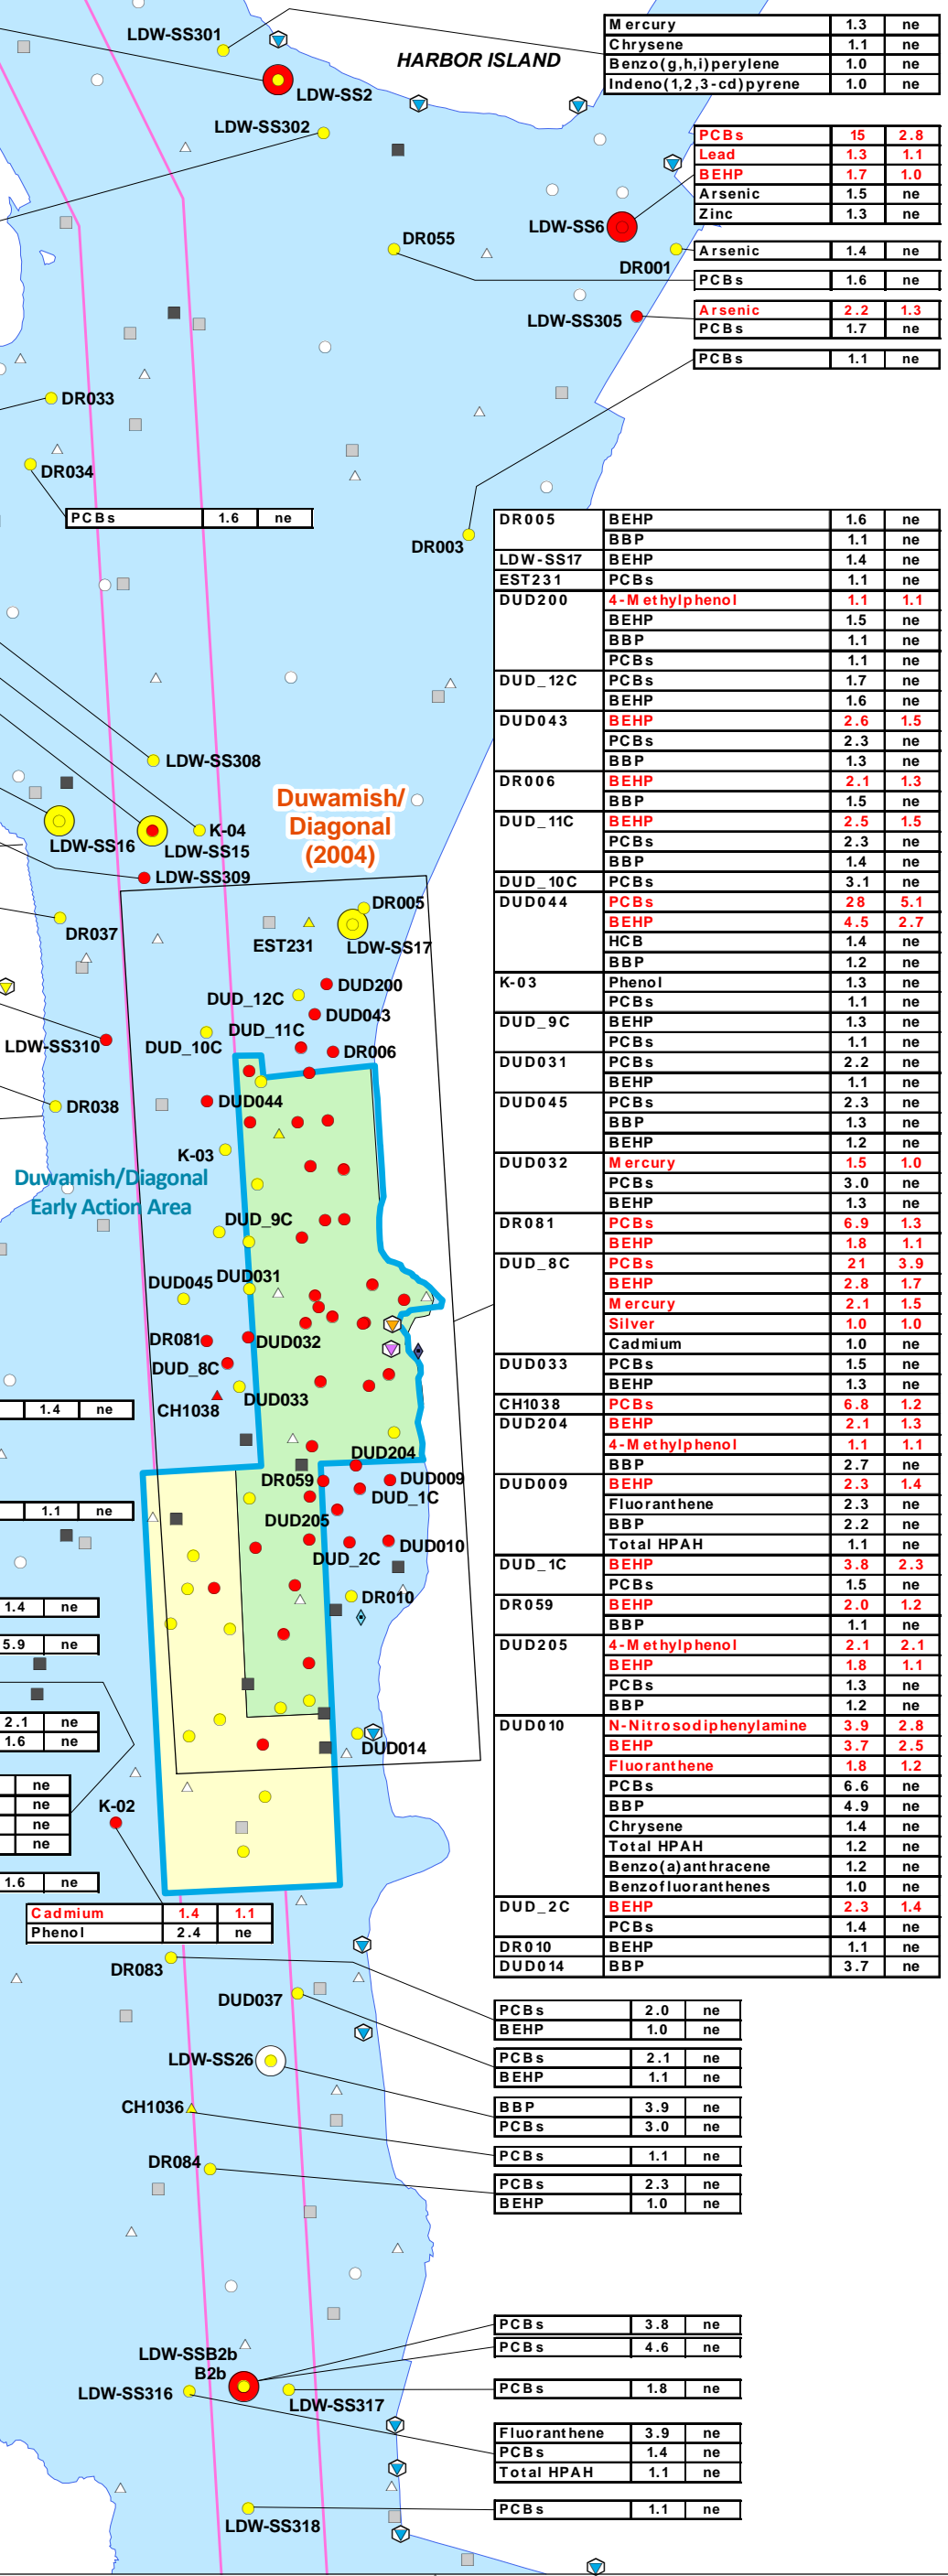 LDW-SS301
HARBOR ISLAND
Mercury 1.3 ne
Chrysene 1.1 ne
Benzo(g,h,i)perylene 1.0 ne
Indeno(1,2,3-cd)pyrene 1.0 ne
LDW-SS2
LDW-SS302
PCBs 15 2.8
Lead 1.3 1.1
BEHP 1.7 1.0
Arsenic 1.5 ne
Zinc 1.3 ne
LDW-SS6
DR055
DR001
Arsenic 1.4 ne
PCBs 1.6 ne
LDW-SS305
Arsenic 2.2 1.3
PCBs 1.7 ne
PCBs 1.1 ne
DR033
DR034
PCBs 1.6 ne
DR003
DR005 BEHP 1.6 ne
BBP 1.1 ne
LDW-SS17 BEHP 1.4 ne
EST231 PCBs 1.1 ne
DUD200 4-Methylphenol 1.1 1.1
BEHP 1.5 ne
BBP 1.1 ne
PCBs 1.1 ne
DUD_12C PCBs 1.7 ne
BEHP 1.6 ne
DUD043 BEHP 2.6 1.5
PCBs 2.3 ne
BBP 1.3 ne
DR006 BEHP 2.1 1.3
BBP 1.5 ne
DUD_11C BEHP 2.5 1.5
PCBs 2.3 ne
BBP 1.4 ne
DUD_10C PCBs 3.1 ne
DUD044 PCBs 28 5.1
BEHP 4.5 2.7
HCB 1.4 ne
BBP 1.2 ne
K-03 Phenol 1.3 ne
PCBs 1.1 ne
DUD_9C BEHP 1.3 ne
PCBs 1.1 ne
DUD031 PCBs 2.2 ne
BEHP 1.1 ne
DUD045 PCBs 2.3 ne
BBP 1.3 ne
BEHP 1.2 ne
DUD032 Mercury 1.5 1.0
PCBs 3.0 ne
BEHP 1.3 ne
DR081 PCBs 6.9 1.3
BEHP 1.8 1.1
DUD_8C PCBs 21 3.9
BEHP 2.8 1.7
Mercury 2.1 1.5
Silver 1.0 1.0
Cadmium 1.0 ne
DUD033 PCBs 1.5 ne
BEHP 1.3 ne
CH1038 PCBs 6.8 1.2
DUD204 BEHP 2.1 1.3
4-Methylphenol 1.1 1.1
BBP 2.7 ne
DUD009 BEHP 2.3 1.4
Fluoranthene 2.3 ne
BBP 2.2 ne
Total HPAH 1.1 ne
DUD_1C BEHP 3.8 2.3
PCBs 1.5 ne
DR059 BEHP 2.0 1.2
BBP 1.1 ne
DUD205 4-Methylphenol 2.1 2.1
BEHP 1.8 1.1
PCBs 1.3 ne
BBP 1.2 ne
DUD010 N-Nitrosodiphenylamine 3.9 2.8
BEHP 3.7 2.5
Fluoranthene 1.8 1.2
PCBs 6.6 ne
BBP 4.9 ne
Chrysene 1.4 ne
Total HPAH 1.2 ne
Benzo(a)anthracene 1.2 ne
Benzofluoranthenes 1.0 ne
DUD_2C BEHP 2.3 1.4
PCBs 1.4 ne
DR010 BEHP 1.1 ne
DUD014 BBP 3.7 ne
LDW-SS308
Duwamish/
Diagonal
(2004)
K-04
LDW-SS16
LDW-SS15
LDW-SS309
DR005
DR037
EST231
LDW-SS17
DUD200
DUD_12C
DUD043
DUD_11C
LDW-SS310
DUD_10C
DR006
DUD044
DR038
K-03
Duwamish/Diagonal
Early Action Area
DUD_9C
DUD045
DUD031
DR081
DUD032
DUD_8C
DUD033
CH1038
1.4 ne
DUD204
DR059
DUD009
DUD_1C
1.1 ne
DUD205
DUD010
DUD_2C
DR010
1.4 ne
5.9 ne
2.1 ne
1.6 ne
DUD014
ne
ne
ne
ne
K-02
1.6 ne
Cadmium 1.4 1.1
Phenol 2.4 ne
DR083
DUD037
PCBs 2.0 ne
BEHP 1.0 ne
LDW-SS26
PCBs 2.1 ne
BEHP 1.1 ne
CH1036
BBP 3.9 ne
PCBs 3.0 ne
PCBs 1.1 ne
DR084
PCBs 2.3 ne
BEHP 1.0 ne
PCBs 3.8 ne
PCBs 4.6 ne
LDW-SSB2b
B2b
LDW-SS316
LDW-SS317
PCBs 1.8 ne
Fluoranthene 3.9 ne
PCBs 1.4 ne
Total HPAH 1.1 ne
LDW-SS318
PCBs 1.1 ne